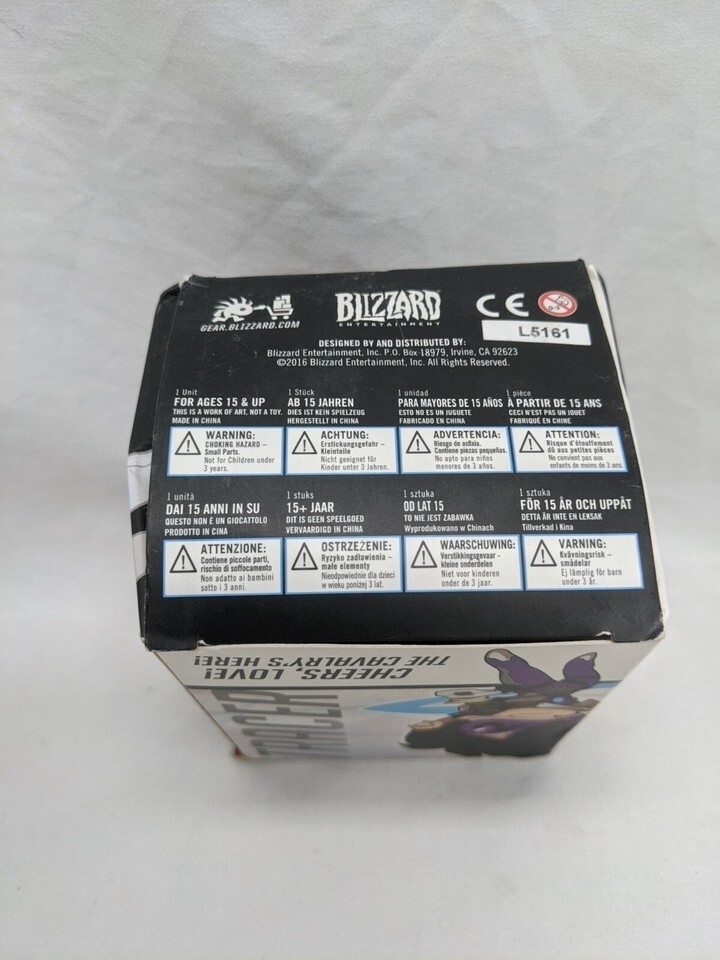 GEAR.BLIZZARD.COM
BLIZZARD
ENTERTAINMENT
CE
0-3
L5161
DESIGNED BY AND DISTRIBUTED BY:
Blizzard Entertainment, Inc. P.O. Box 18979, Irvine, CA 92623
©2016 Blizzard Entertainment, Inc. All Rights Reserved.
1 Unit
FOR AGES 15 & UP
THIS IS A WORK OF ART, NOT A TOY.
MADE IN CHINA
WARNING:
CHOKING HAZARD –
Small Parts.
Not for Children under
3 years.
1 Stück
AB 15 JAHREN
DIES IST KEIN SPIELZEUG
HERGESTELLT IN CHINA
ACHTUNG:
Erstickungsgefahr –
Kleinteile
Nicht geeignet für
Kinder unter 3 Jahren.
1 unidad
PARA MAYORES DE 15 AÑOS
ESTO NO ES UN JUGUETE
FABRICADO EN CHINA
ADVERTENCIA:
Riesgo de asfixia.
Contiene piezas pequeñas.
No apto para niños
menores de 3 años.
1 pièce
À PARTIR DE 15 ANS
CECI N'EST PAS UN JOUET
FABRIQUÉ EN CHINE
ATTENTION:
Risque d'étouffement
dû aux petites pièces
Ne convient pas aux
enfants de moins de 3 ans.
1 unità
DAI 15 ANNI IN SU
QUESTO NON È UN GIOCATTOLO
PRODOTTO IN CINA
ATTENZIONE:
Contiene piccole parti,
rischio di soffocamento
Non adatto ai bambini
sotto i 3 anni.
1 stuks
15+ JAAR
DIT IS GEEN SPEELGOED
VERVAARDIGD IN CHINA
OSTRZEŻENIE:
Ryzyko zadławienia –
małe elementy
Nieodpowiednie dla dzieci
w wieku poniżej 3 lat.
1 sztuka
OD LAT 15
TO NIE JEST ZABAWKA
Wyprodukowano w Chinach
WAARSCHUWING:
Verstikkingsgevaar -
kleine onderdelen
Niet voor kinderen
onder de 3 jaar.
1 sztuka
FÖR 15 ÅR OCH UPPÅT
DETTA ÄR INTE EN LEKSAK
Tillverkad i Kina
VARNING:
Kvävningsrisk –
smådelar
Ej lämplig för barn
under 3 år.
CHEERS, LOVE!
THE CAVALRY'S HERE!
TRACER